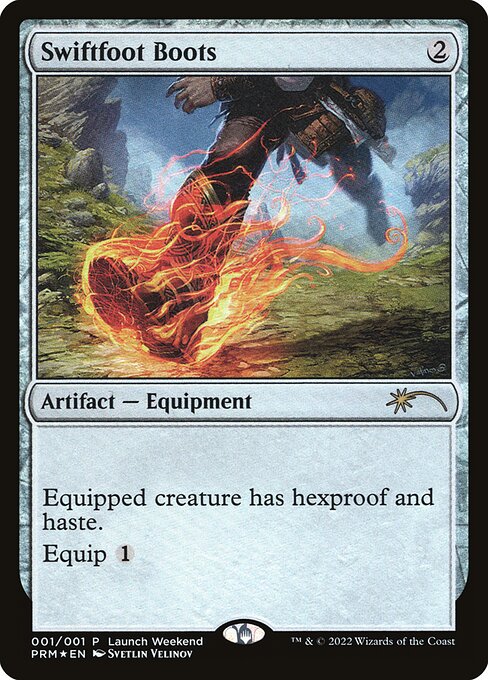 Swiftfoot Boots 2
Artifact — Equipment
Equipped creature has hexproof and
haste.
Equip 1
001/001 P Launch Weekend
PRM★EN Svetlin Velinov
™ & © 2022 Wizards of the Coast